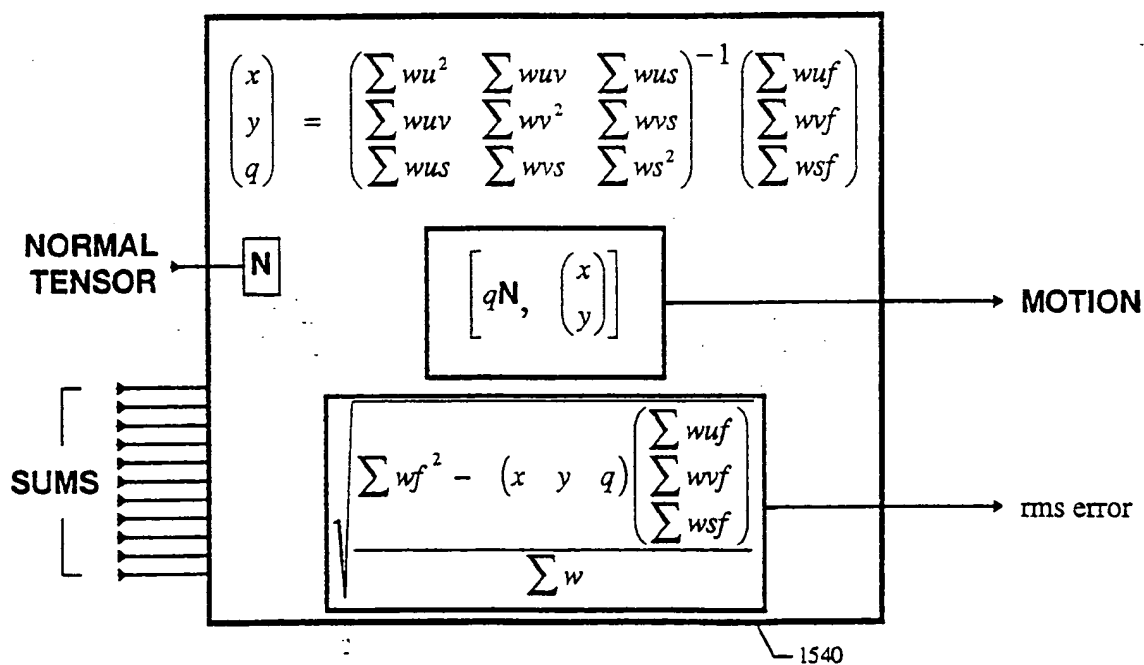 (x y q) = (∑wu² ∑wuv ∑wus
∑wuv ∑wv² ∑wvs
∑wus ∑wvs ∑ws²)⁻¹ (∑wuf
∑wvf
∑wsf)
NORMAL
TENSOR
N
[qN, (x y)]
MOTION
SUMS
√
∑wf² - (x y q) (∑wuf
∑wvf
∑wsf)
∑w
rms error
1540